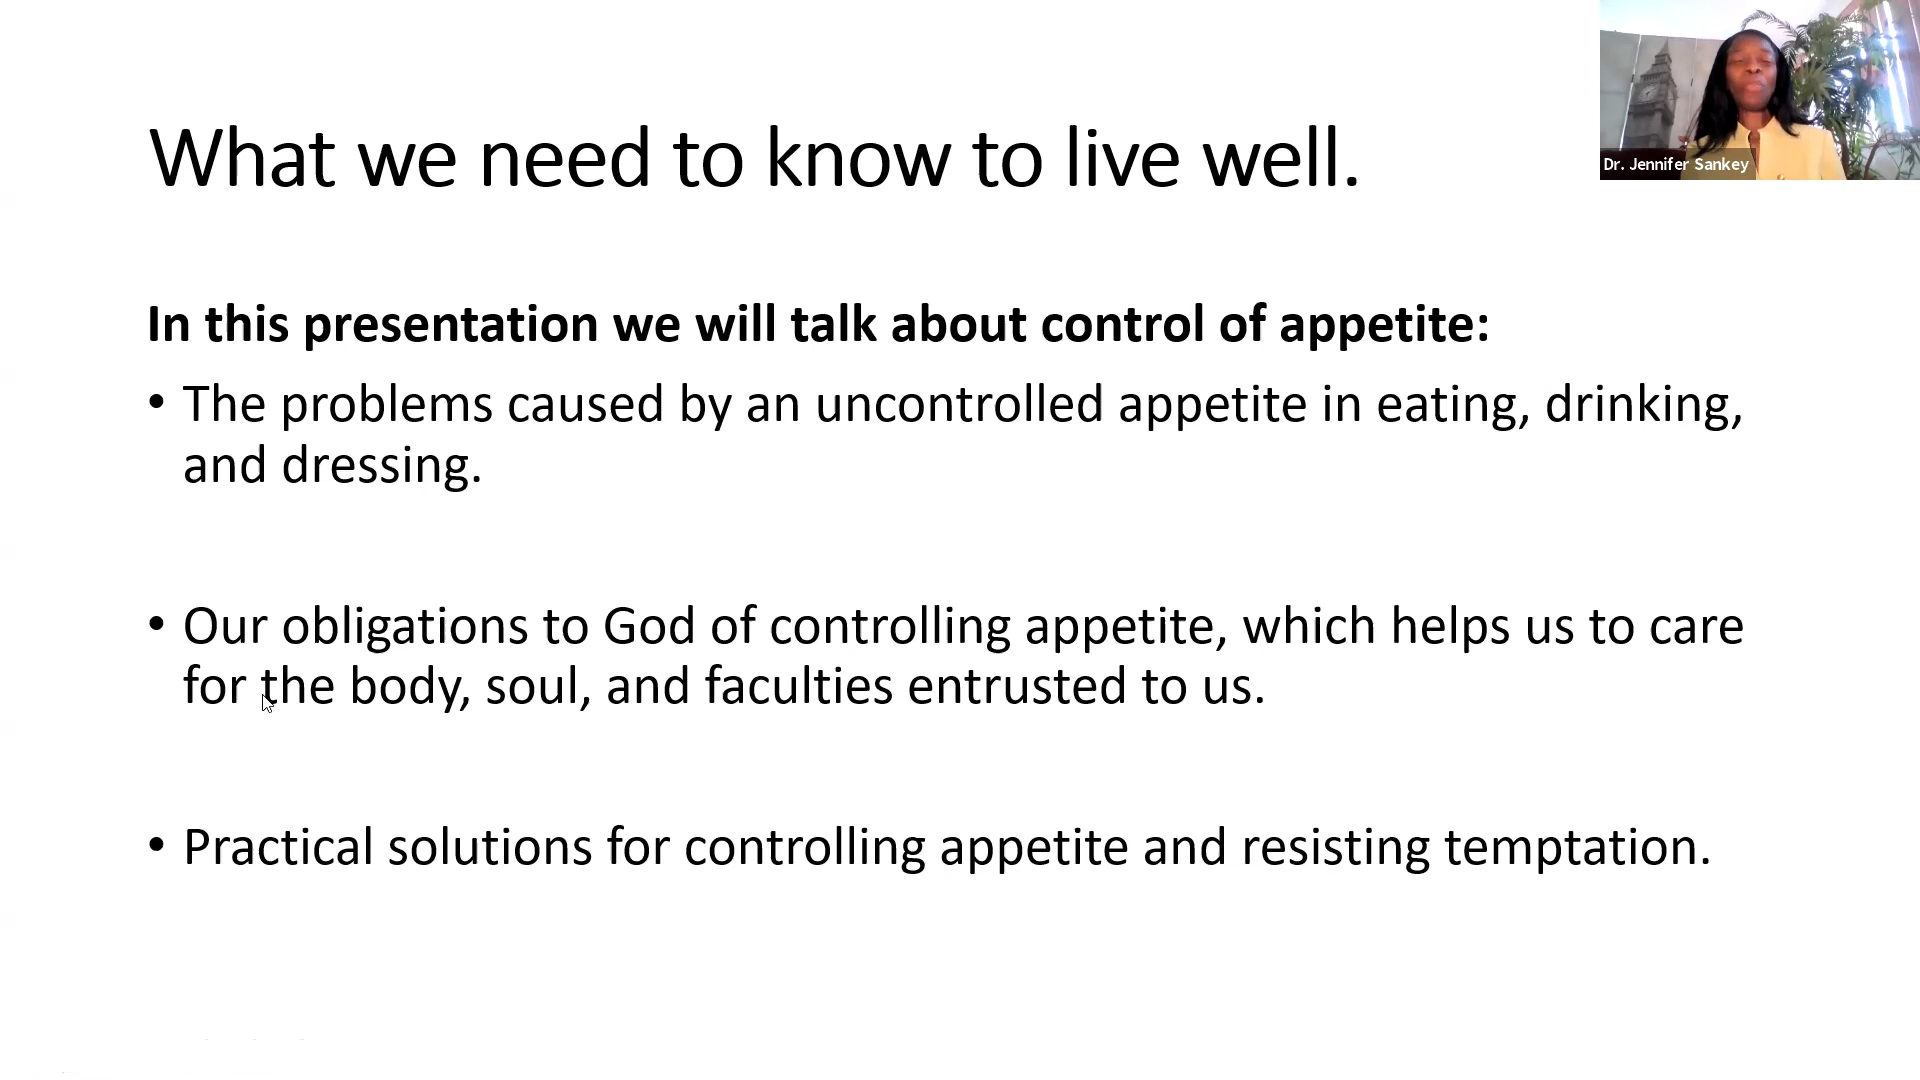 What we need to know to live well.
Dr. Jennifer Sankey
In this presentation we will talk about control of appetite:
• The problems caused by an uncontrolled appetite in eating, drinking,
and dressing.
• Our obligations to God of controlling appetite, which helps us to care
for the body, soul, and faculties entrusted to us.
• Practical solutions for controlling appetite and resisting temptation.